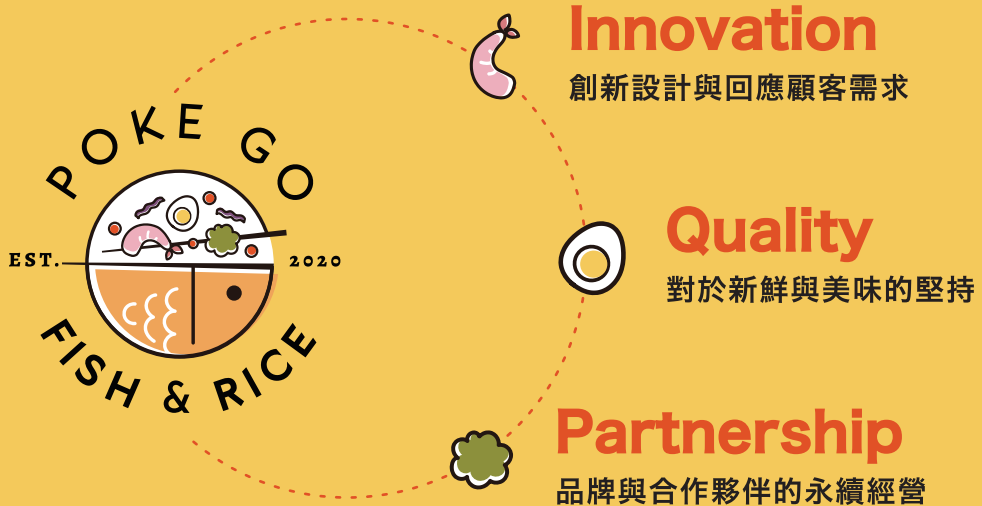 POKE GO
EST. 2020
FISH & RICE
Innovation
創新設計與回應顧客需求
Quality
對於新鮮與美味的堅持
Partnership
品牌與合作夥伴的永續經營